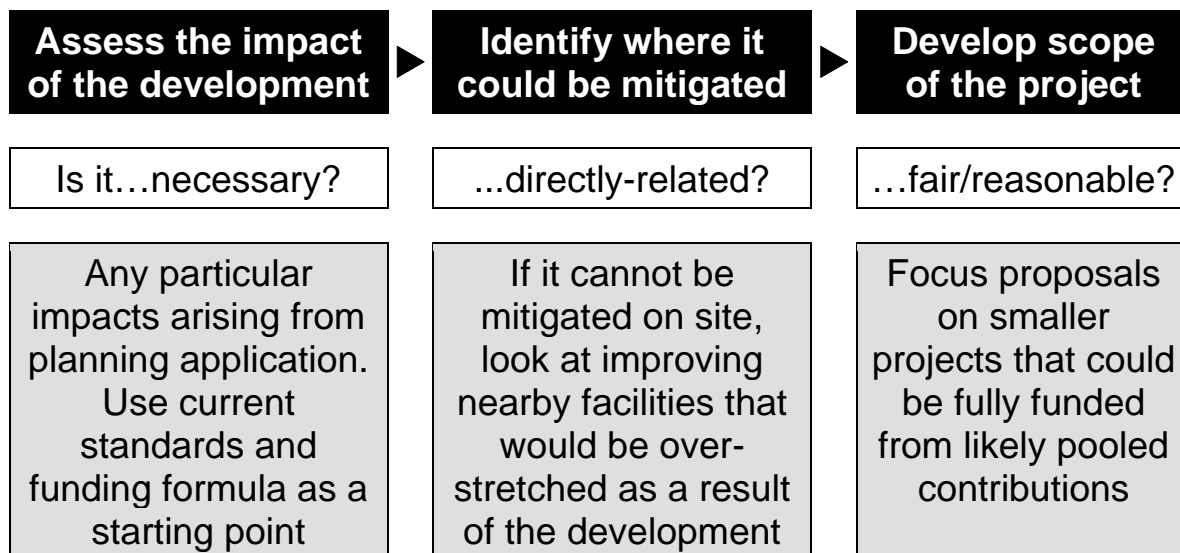 Assess the impact
of the development
Identify where it
could be mitigated
Develop scope
of the project
Is it…necessary?
...directly-related?
…fair/reasonable?
Any particular
impacts arising from
planning application.
Use current
standards and
funding formula as a
starting point
If it cannot be
mitigated on site,
look at improving
nearby facilities that
would be over-
stretched as a result
of the development
Focus proposals
on smaller
projects that could
be fully funded
from likely pooled
contributions